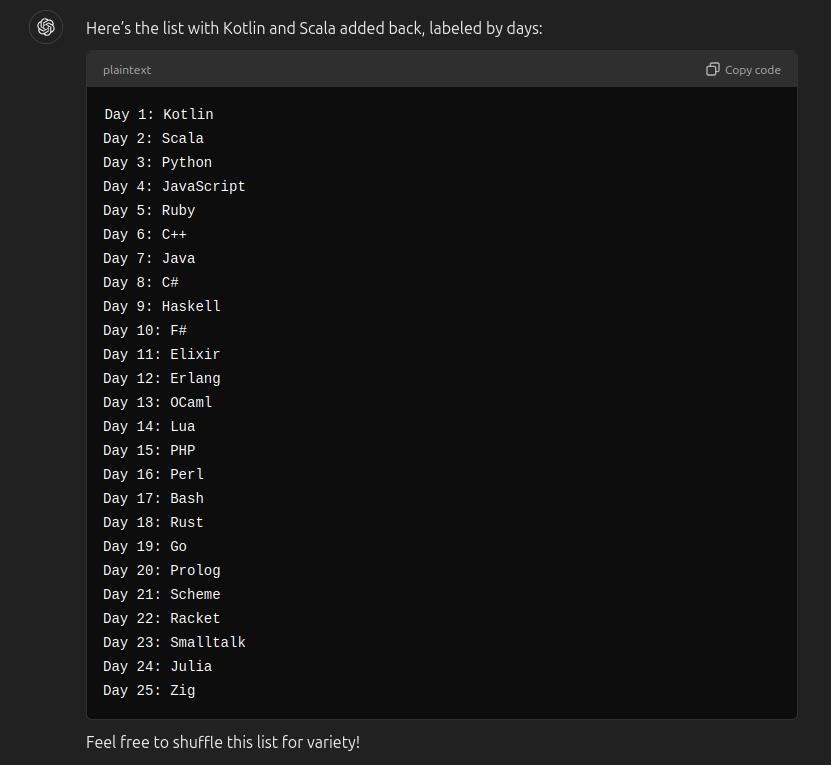 Here’s the list with Kotlin and Scala added back, labeled by days:
plaintext
Copy code
Day 1: Kotlin
Day 2: Scala
Day 3: Python
Day 4: JavaScript
Day 5: Ruby
Day 6: C++
Day 7: Java
Day 8: C#
Day 9: Haskell
Day 10: F#
Day 11: Elixir
Day 12: Erlang
Day 13: OCaml
Day 14: Lua
Day 15: PHP
Day 16: Perl
Day 17: Bash
Day 18: Rust
Day 19: Go
Day 20: Prolog
Day 21: Scheme
Day 22: Racket
Day 23: Smalltalk
Day 24: Julia
Day 25: Zig
Feel free to shuffle this list for variety!